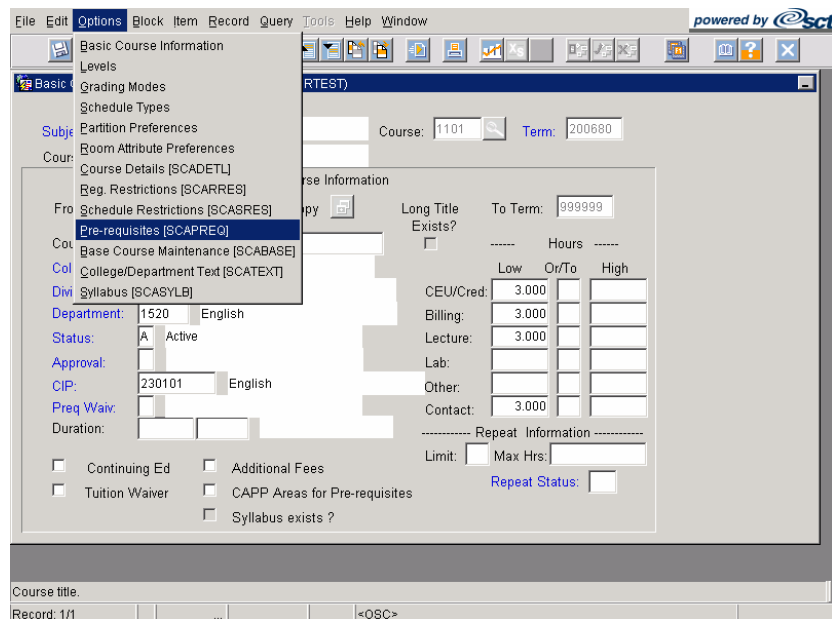 File Edit Options Block Item Record Query Tools Help Window powered by sct
Basic Course Information
Levels
Basic RTEST)
Grading Modes
Schedule Types
Partition Preferences
Subje Course: 1101 Term: 200680
Room Attribute Preferences
Cour
Course Details [SCADETL]
rse Information
Reg. Restrictions [SCARRES]
Fro opy Long Title To Term: 999999
Schedule Restrictions [SCASRES]
Exists?
Pre-requisites [SCAPREQ]
Cou ------ Hours ------
Base Course Maintenance [SCABASE]
Col Low Or/To High
College/Department Text [SCATEXT]
Divi CEU/Cred: 3.000
Syllabus [SCASYLB]
Department: 1520 English Billing: 3.000
Status: A Active Lecture: 3.000
Approval: Lab:
CIP: 230101 English Other:
Preq Waiv: Contact: 3.000
Duration: ----------- Repeat Information -----------
Limit: Max Hrs:
Continuing Ed Additional Fees
Repeat Status:
Tuition Waiver CAPP Areas for Pre-requisites
Syllabus exists ?
Course title.
Record: 1/1 ... <OSC>